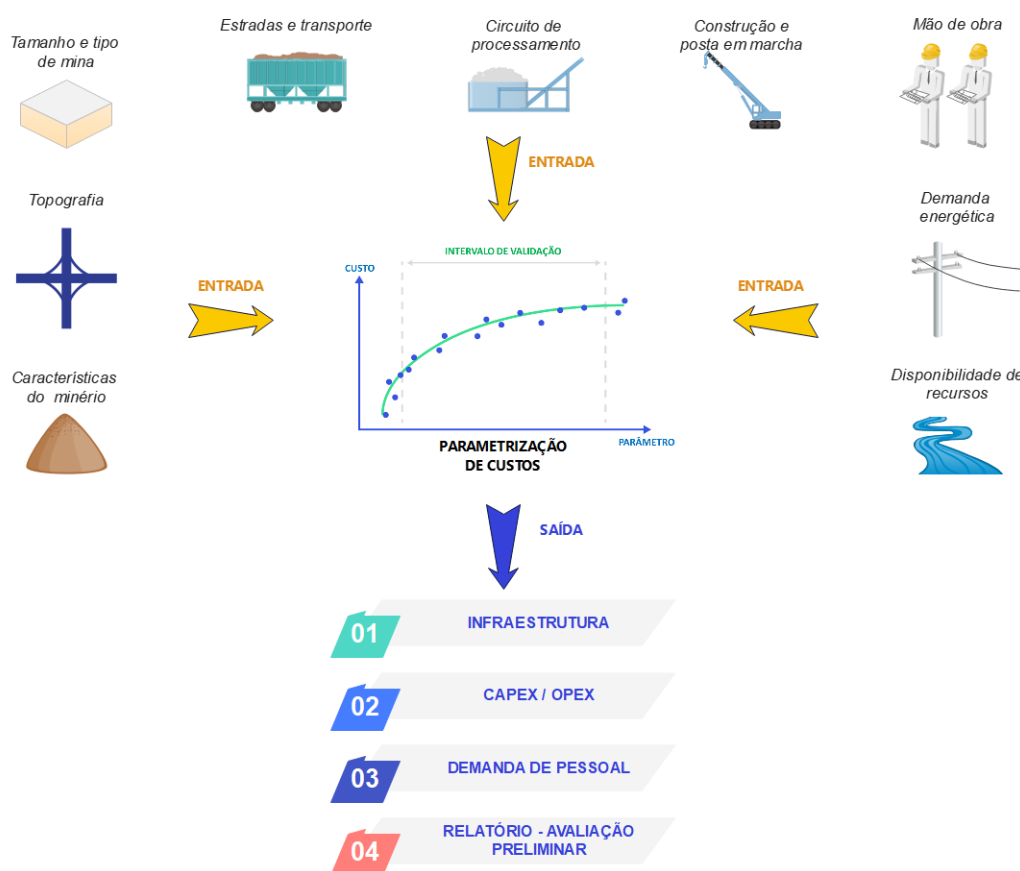 Tamanho e tipo
de mina
Estradas e transporte
Circuito de
processamento
Construção e
posta em marcha
Mão de obra
ENTRADA
Topografia
Demanda
energética
ENTRADA
ENTRADA
INTERVALO DE VALIDAÇÃO
CUSTO
PARÂMETRO
PARAMETRIZAÇÃO
DE CUSTOS
Características
do minério
Disponibilidade de
recursos
SAÍDA
01
INFRAESTRUTURA
02
CAPEX / OPEX
03
DEMANDA DE PESSOAL
04
RELATÓRIO - AVALIAÇÃO
PRELIMINAR